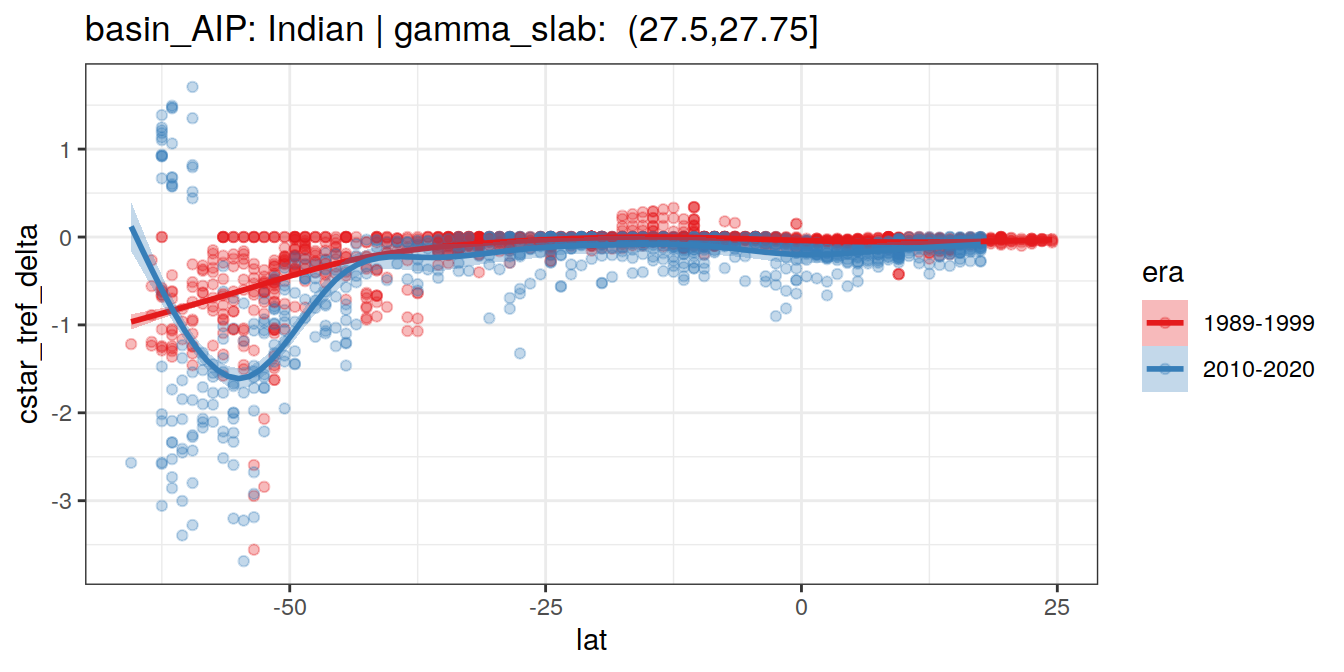 basin_AIP: Indian | gamma_slab:  (27.5,27.75]
cstar_tref_delta
1
0
-1
-2
-3
-50
-25
0
25
lat
era
1989-1999
2010-2020